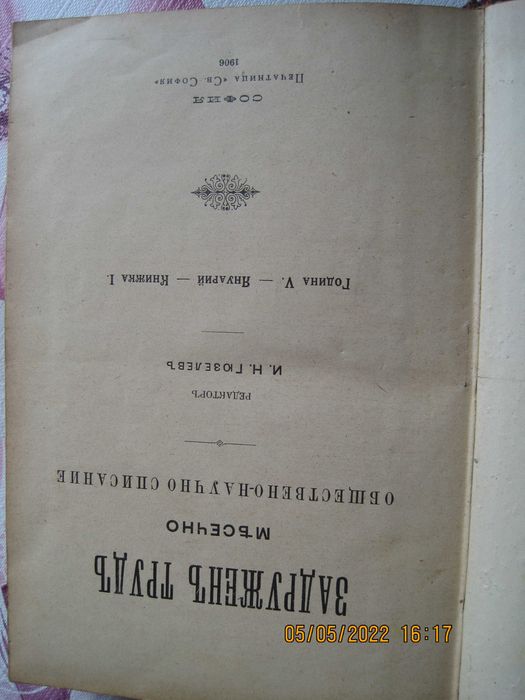 ЗАДРУЖЕНЪ ТРУДЪ
МѢСЕЧНО
ОБЩЕСТВЕНО-НАУЧНО СПИСАНИЕ
РЕДАКТОРЪ
И. Н. ГЮЗЕЛЕВЪ
Година V. — Януарий — Книжка I.
СОФИЯ
Печатница «Св. София»
1906
05/05/2022 16:17